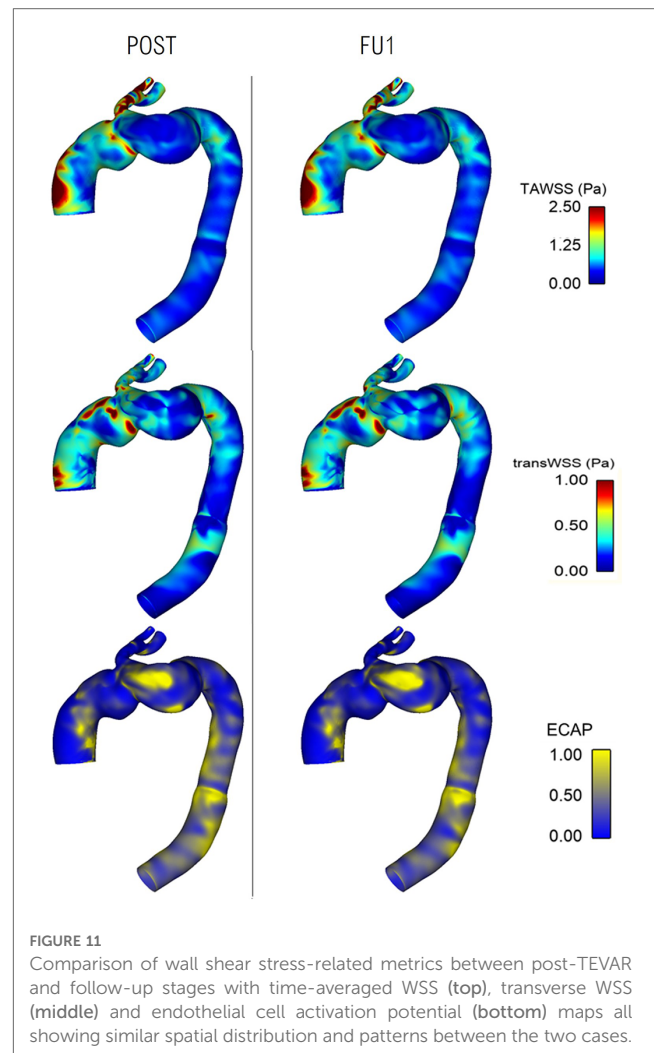 POST FU1
TAWSS (Pa)
2.50
1.25
0.00
transWSS (Pa)
1.00
0.50
0.00
ECAP
1.00
0.50
0.00
FIGURE 11
Comparison of wall shear stress-related metrics between post-TEVAR
and follow-up stages with time-averaged WSS (top), transverse WSS
(middle) and endothelial cell activation potential (bottom) maps all
showing similar spatial distribution and patterns between the two cases.